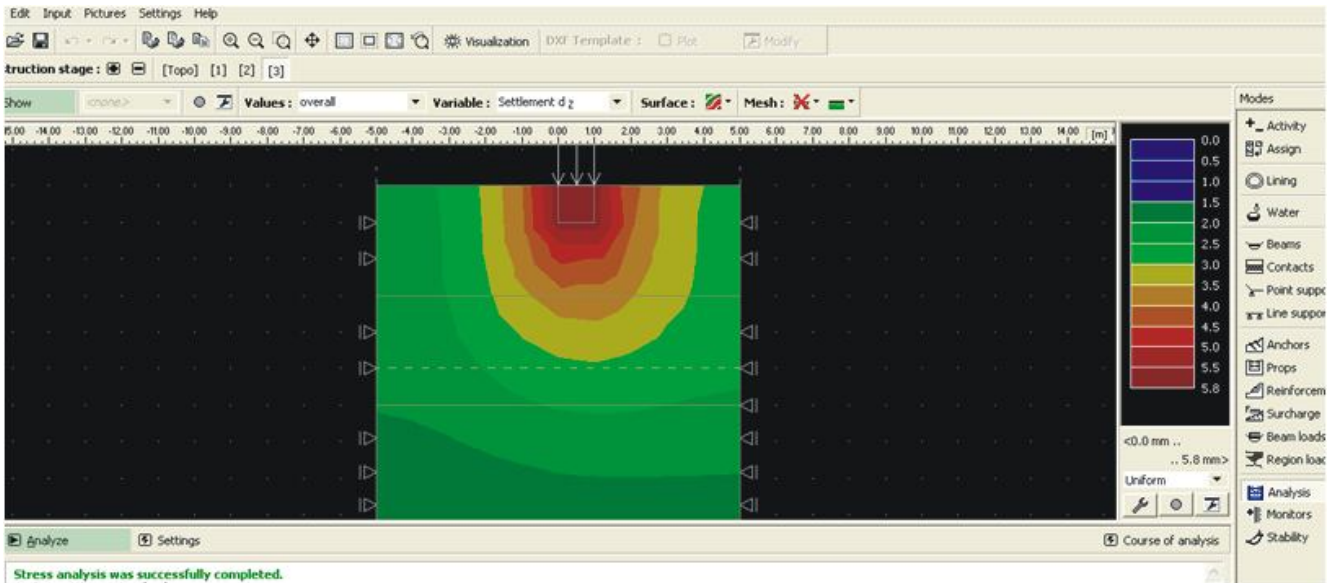 Edit Input Pictures Settings Help
Visualization DXF Template : Plot Modify
truction stage : [Topo] [1] [2] [3]
Show <none> Values : overall Variable : Settlement d z Surface : Mesh :
-14.00 -13.00 -12.00 -11.00 -10.00 -9.00 -8.00 -7.00 -6.00 -5.00 -4.00 -3.00 -2.00 -1.00 0.00 1.00 2.00 3.00 4.00 5.00 6.00 7.00 8.00 9.00 10.00 11.00 12.00 13.00 14.00 [m]
0.0
0.5
1.0
1.5
2.0
2.5
3.0
3.5
4.0
4.5
5.0
5.5
5.8
<0.0 mm ..
.. 5.8 mm>
Uniform
Modes
Activity
Assign
Lining
Water
Beams
Contacts
Point suppo
Line suppor
Anchors
Props
Reinforcem
Surcharge
Beam loads
Region loac
Analysis
Monitors
Stability
Analyze Settings Course of analysis
Stress analysis was successfully completed.